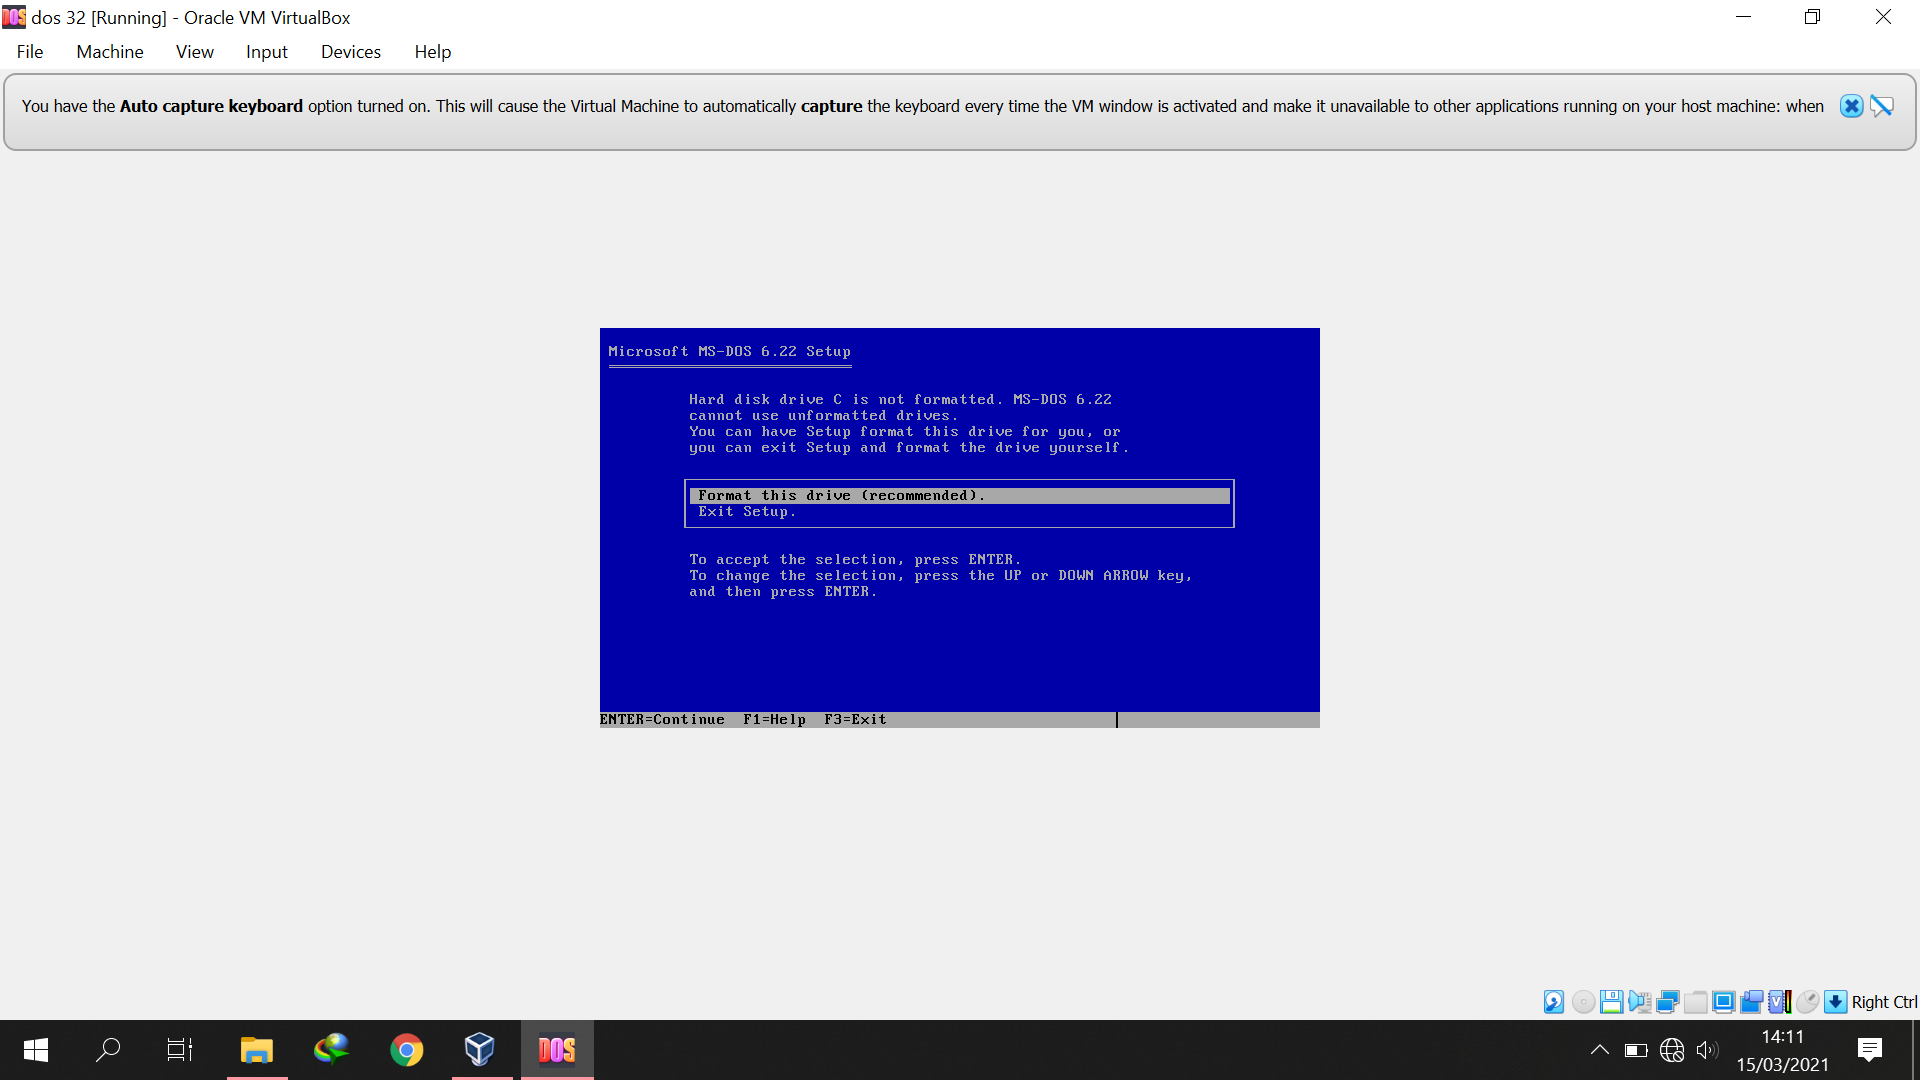 dos 32 [Running] - Oracle VM VirtualBox
File Machine View Input Devices Help
You have the Auto capture keyboard option turned on. This will cause the Virtual Machine to automatically capture the keyboard every time the VM window is activated and make it unavailable to other applications running on your host machine: when
Microsoft MS-DOS 6.22 Setup
Hard disk drive C is not formatted. MS-DOS 6.22
cannot use unformatted drives.
You can have Setup format this drive for you, or
you can exit Setup and format the drive yourself.
Format this drive (recommended).
Exit Setup.
To accept the selection, press ENTER.
To change the selection, press the UP or DOWN ARROW key,
and then press ENTER.
ENTER=Continue F1=Help F3=Exit
Right Ctrl
DOS
14:11
15/03/2021